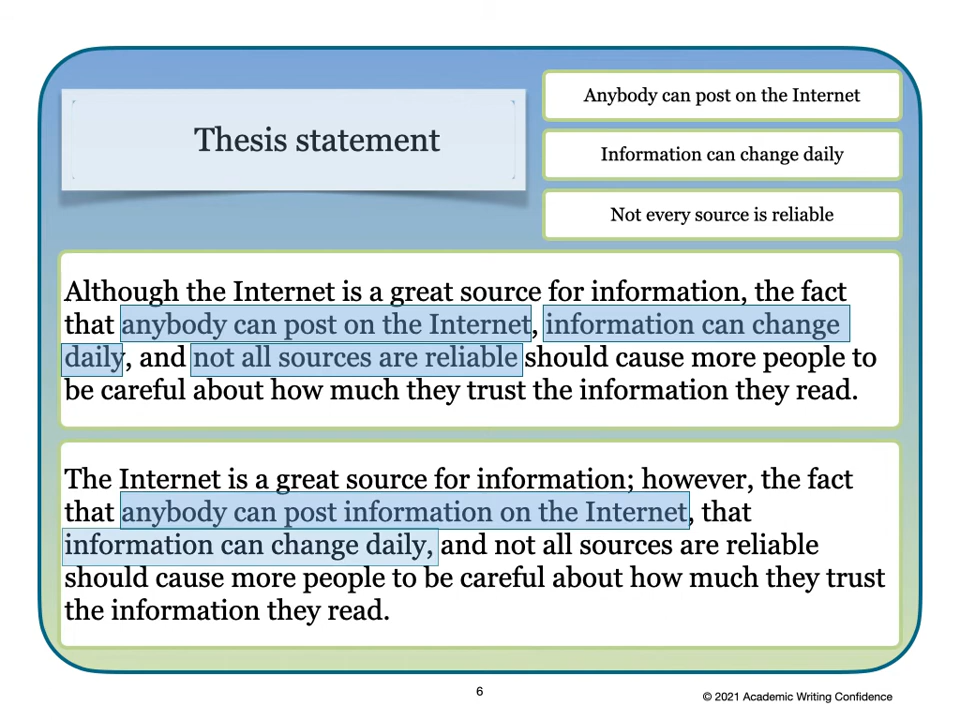 Thesis statement
Anybody can post on the Internet
Information can change daily
Not every source is reliable
Although the Internet is a great source for information, the fact
that anybody can post on the Internet, information can change
daily, and not all sources are reliable should cause more people to
be careful about how much they trust the information they read.
The Internet is a great source for information; however, the fact
that anybody can post information on the Internet, that
information can change daily, and not all sources are reliable
should cause more people to be careful about how much they trust
the information they read.
6
© 2021 Academic Writing Confidence